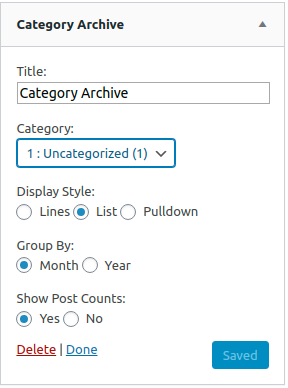 Category Archive
Title:
Category Archive
Category:
1 : Uncategorized (1)
Display Style:
Lines List Pulldown
Group By:
Month Year
Show Post Counts:
Yes No
Delete | Done Saved